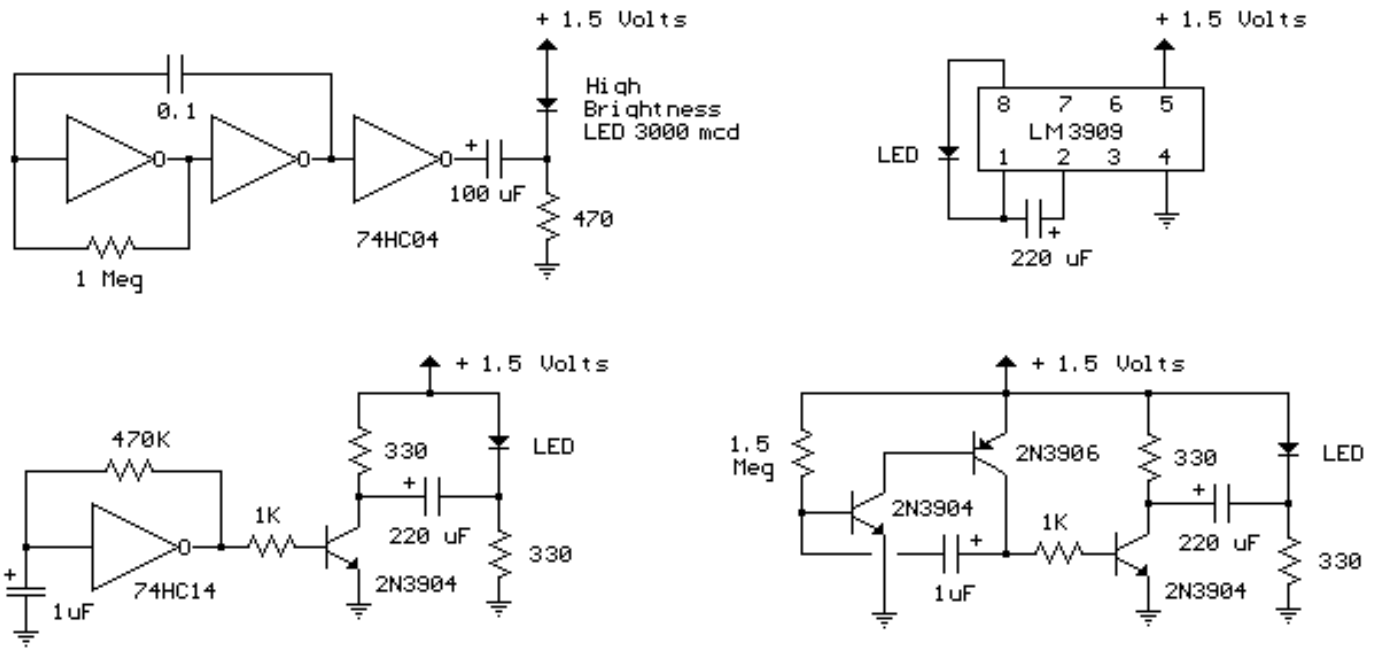 + 1.5 Volts
0.1
High
Brightness
LED 3000 mcd
+
100 uF
470
74HC04
1 Meg
+ 1.5 Volts
8 7 6 5
LM3909
1 2 3 4
LED
+
220 uF
+ 1.5 Volts
470K
330
LED
+
220 uF
1K
330
2N3904
74HC14
+
1uF
+ 1.5 Volts
1.5
Meg
2N3906
330
LED
2N3904
+
1K
220 uF
+
1uF
330
2N3904